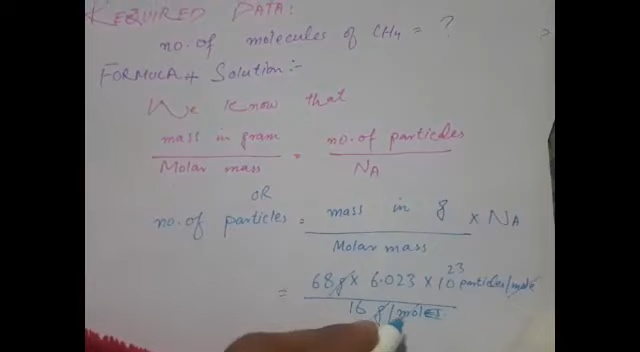 REQUIRED DATA:
no. of molecules of CH4 = ?
FORMULA + Solution:-
We know that
mass in gram / Molar mass = no. of particles / NA
OR
no. of particles = mass in g / Molar mass × NA
= 68g × 6.023 × 10^23 particles/mole / 16 g/mole